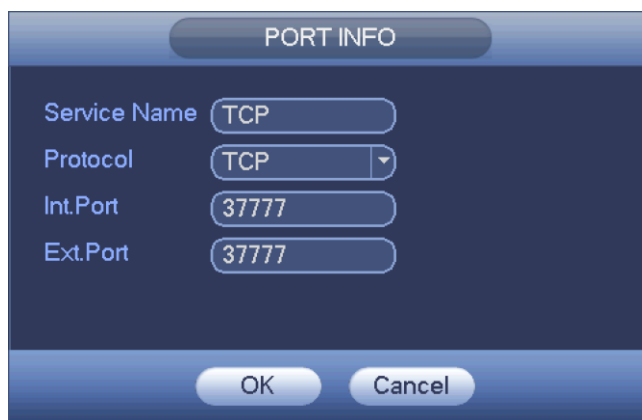 PORT INFO
Service Name TCP
Protocol TCP
Int.Port 37777
Ext.Port 37777
OK Cancel